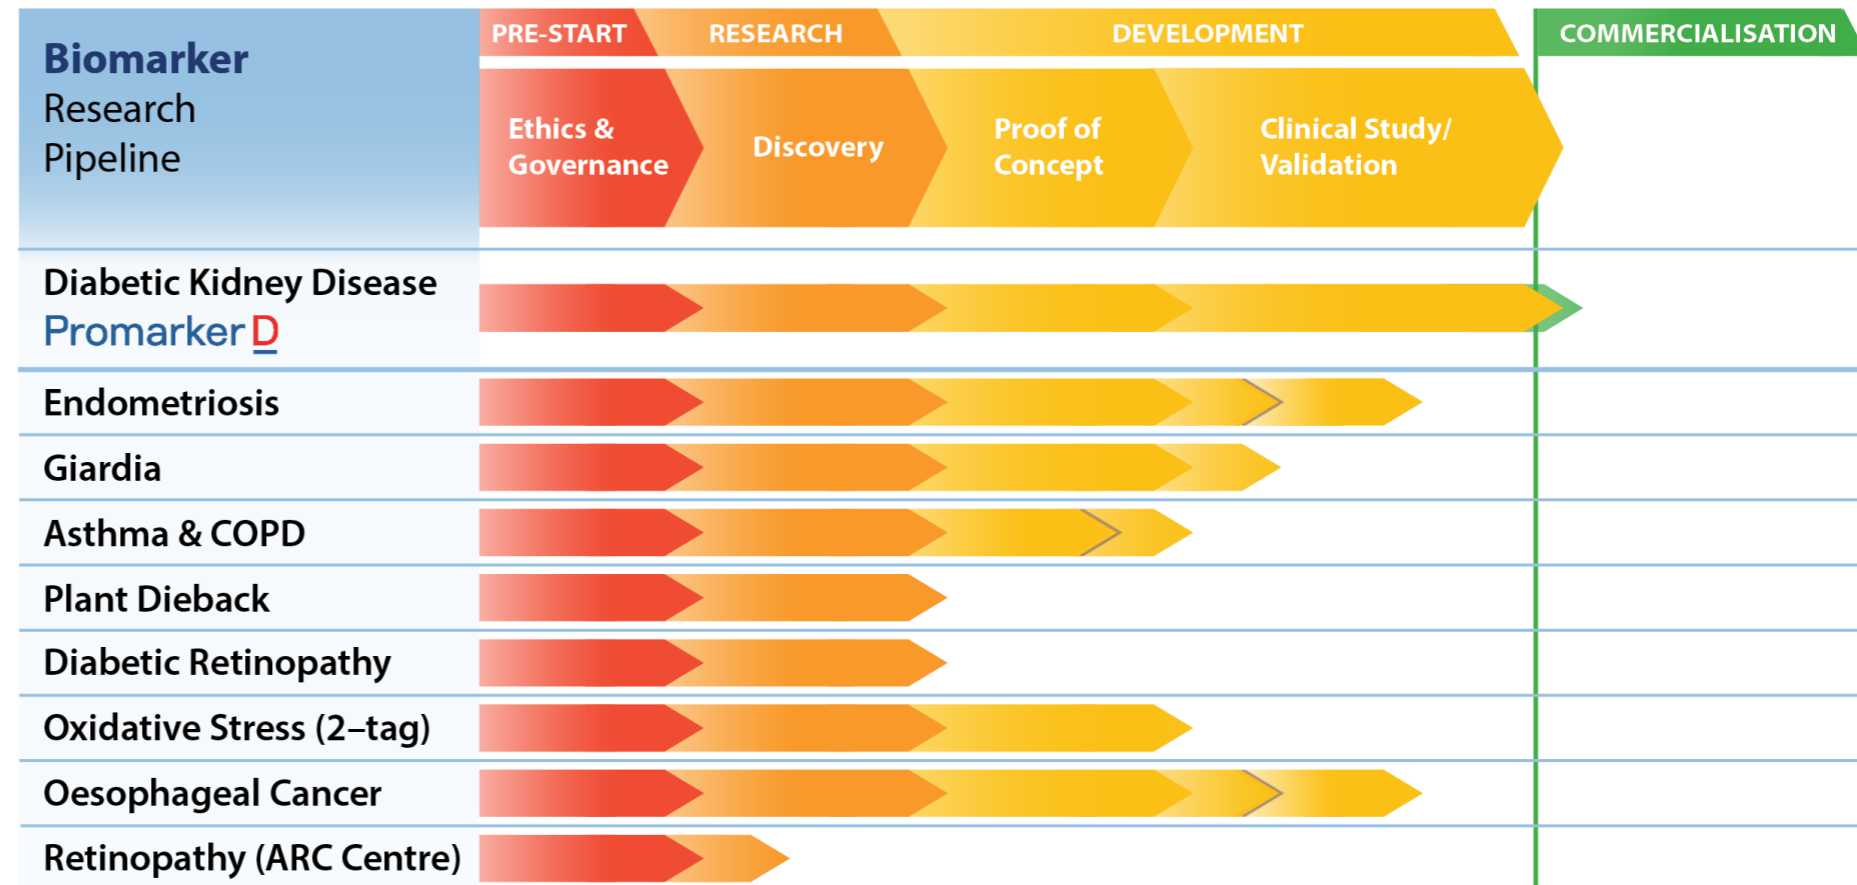 Biomarker
Research
Pipeline
PRE-START
RESEARCH
DEVELOPMENT
COMMERCIALISATION
Ethics &
Governance
Discovery
Proof of
Concept
Clinical Study/
Validation
Diabetic Kidney Disease
PromarkerD
Endometriosis
Giardia
Asthma & COPD
Plant Dieback
Diabetic Retinopathy
Oxidative Stress (2–tag)
Oesophageal Cancer
Retinopathy (ARC Centre)